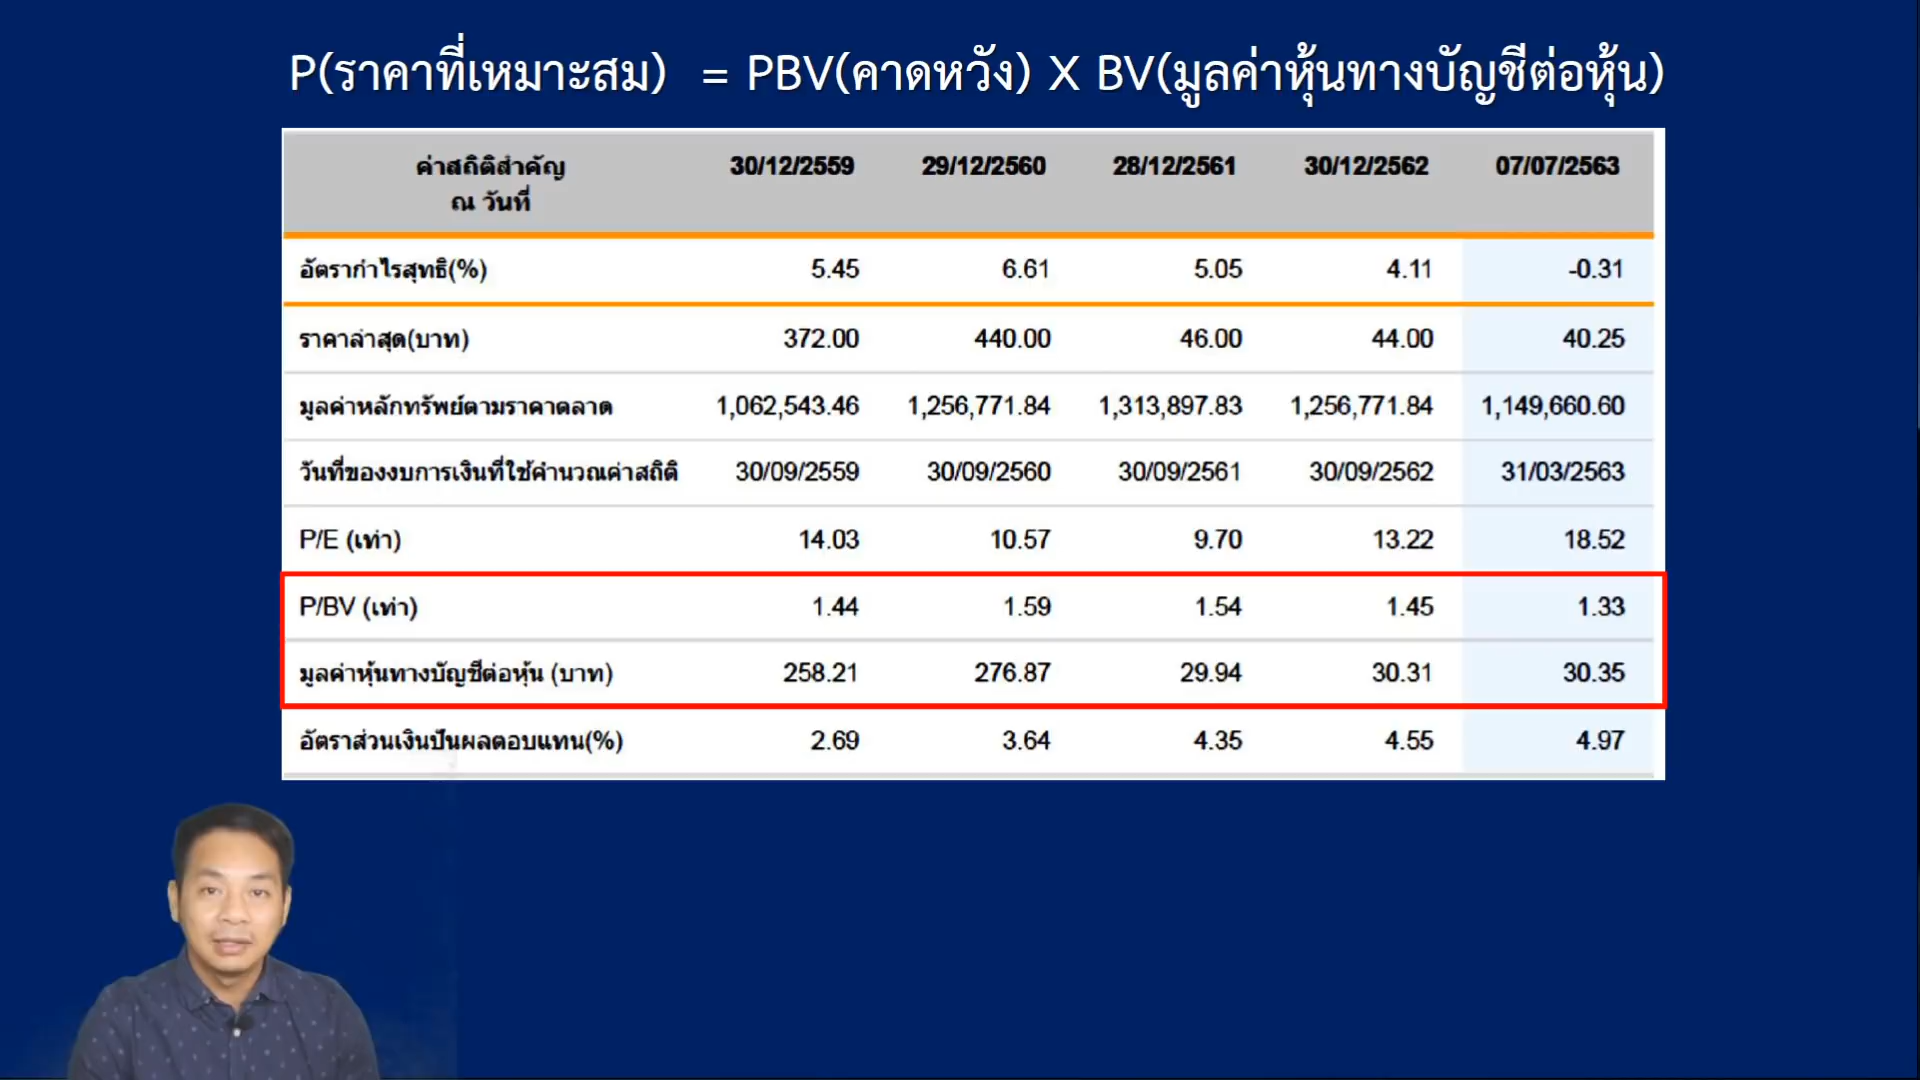 P(ราคาที่เหมาะสม) = PBV(คาดหวัง) X BV(มูลค่าหุ้นทางบัญชีต่อหุ้น)
ค่าสถิติสำคัญ 30/12/2559 29/12/2560 28/12/2561 30/12/2562 07/07/2563
ณ วันที่
อัตรากำไรสุทธิ(%) 5.45 6.61 5.05 4.11 -0.31
ราคาล่าสุด(บาท) 372.00 440.00 46.00 44.00 40.25
มูลค่าหลักทรัพย์ตามราคาตลาด 1,062,543.46 1,256,771.84 1,313,897.83 1,256,771.84 1,149,660.60
วันที่ของงบการเงินที่ใช้คำนวณค่าสถิติ 30/09/2559 30/09/2560 30/09/2561 30/09/2562 31/03/2563
P/E (เท่า) 14.03 10.57 9.70 13.22 18.52
P/BV (เท่า) 1.44 1.59 1.54 1.45 1.33
มูลค่าหุ้นทางบัญชีต่อหุ้น (บาท) 258.21 276.87 29.94 30.31 30.35
อัตราส่วนเงินปันผลตอบแทน(%) 2.69 3.64 4.35 4.55 4.97